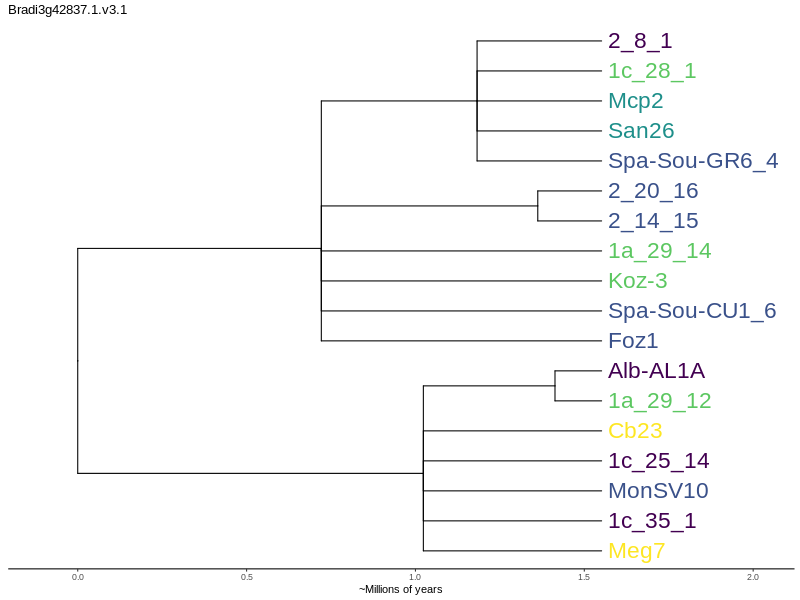 Bradi3g42837.1.v3.1
2_8_1
1c_28_1
Mcp2
San26
Spa-Sou-GR6_4
2_20_16
2_14_15
1a_29_14
Koz-3
Spa-Sou-CU1_6
Foz1
Alb-AL1A
1a_29_12
Cb23
1c_25_14
MonSV10
1c_35_1
Meg7
0.0 0.5 1.0 1.5 2.0
~Millions of years